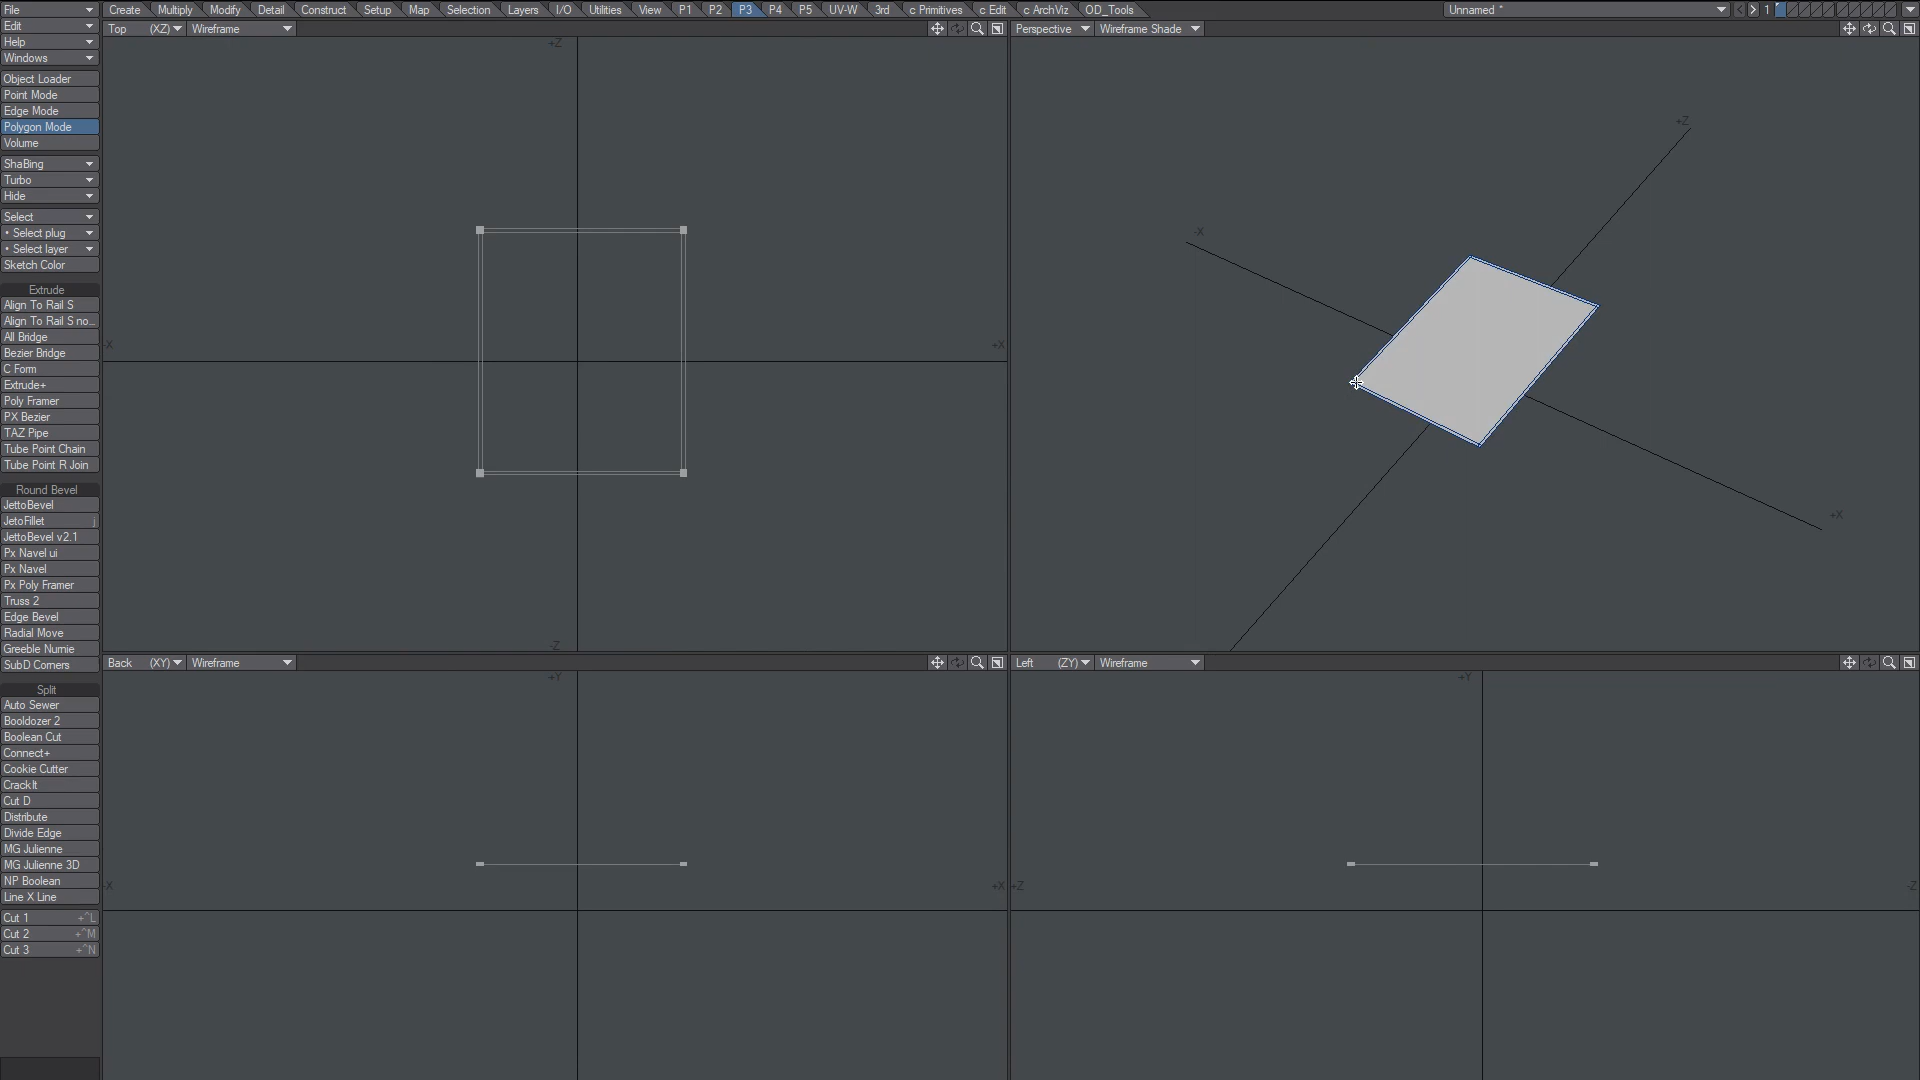 File
Create Multiply Modify Detail Construct Setup Map Selection Layers I/O Utilities View P1 P2 P3 P4 P5 UV-W 3rd c Primitives c Edit c ArchViz OD_Tools
Unnamed *
< > 1
Edit
Help
Windows
Object Loader
Point Mode
Edge Mode
Polygon Mode
Volume
ShaBing
Turbo
Hide
Select
• Select plug
• Select layer
Sketch Color
Extrude
Align To Rail S
Align To Rail S no...
All Bridge
Bezier Bridge
C Form
Extrude+
Poly Framer
PX Bezier
TAZ Pipe
Tube Point Chain
Tube Point R Join
Round Bevel
JettoBevel
JetoFillet j
JettoBevel v2.1
Px Navel ui
Px Navel
Px Poly Framer
Truss 2
Edge Bevel
Radial Move
Greeble Nurnie
SubD Corners
Split
Auto Sewer
Booldozer 2
Boolean Cut
Connect+
Cookie Cutter
CrackIt
Cut D
Distribute
Divide Edge
MG Julienne
MG Julienne 3D
NP Boolean
Line X Line
Cut 1 +^L
Cut 2 +^M
Cut 3 +^N
Top (XZ) Wireframe
+Z
-X
+X
-Z
Perspective Wireframe Shade
+Z
-X
+X
Back (XY) Wireframe
+Y
-X
+X
Left (ZY) Wireframe
+Y
+Z
-Z